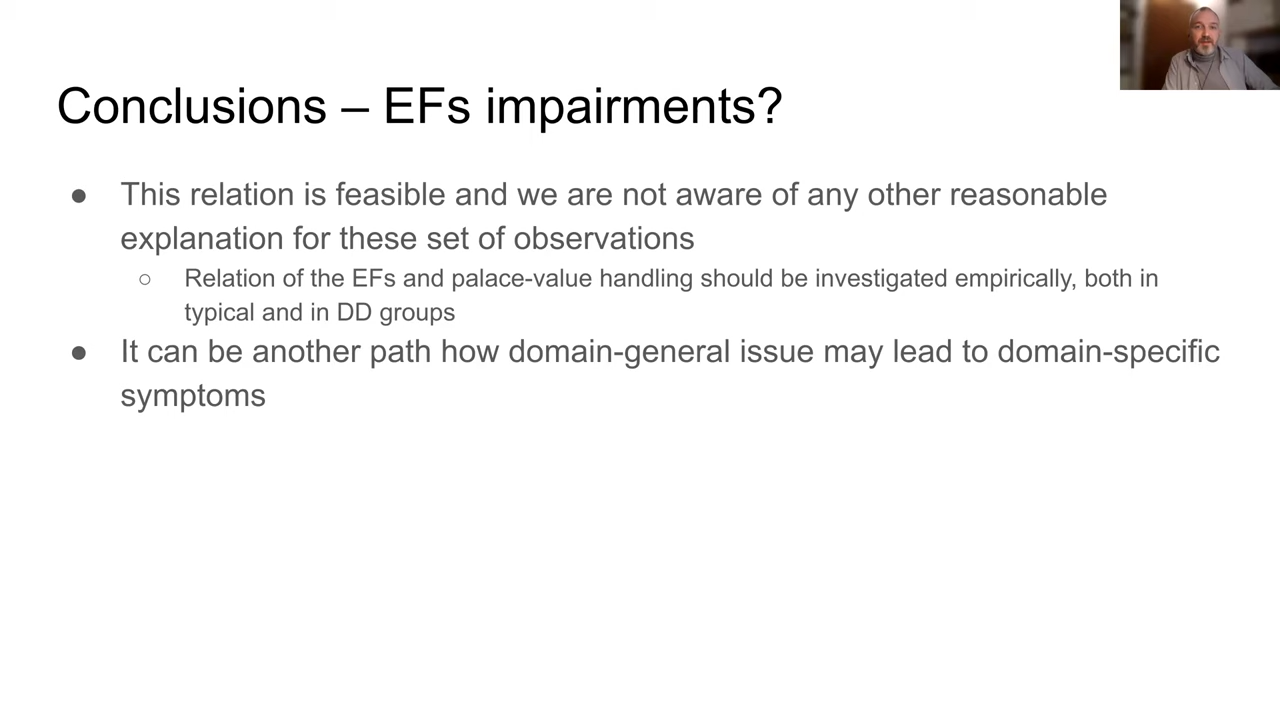 Conclusions – EFs impairments?
● This relation is feasible and we are not aware of any other reasonable
explanation for these set of observations
○ Relation of the EFs and palace-value handling should be investigated empirically, both in
typical and in DD groups
● It can be another path how domain-general issue may lead to domain-specific
symptoms